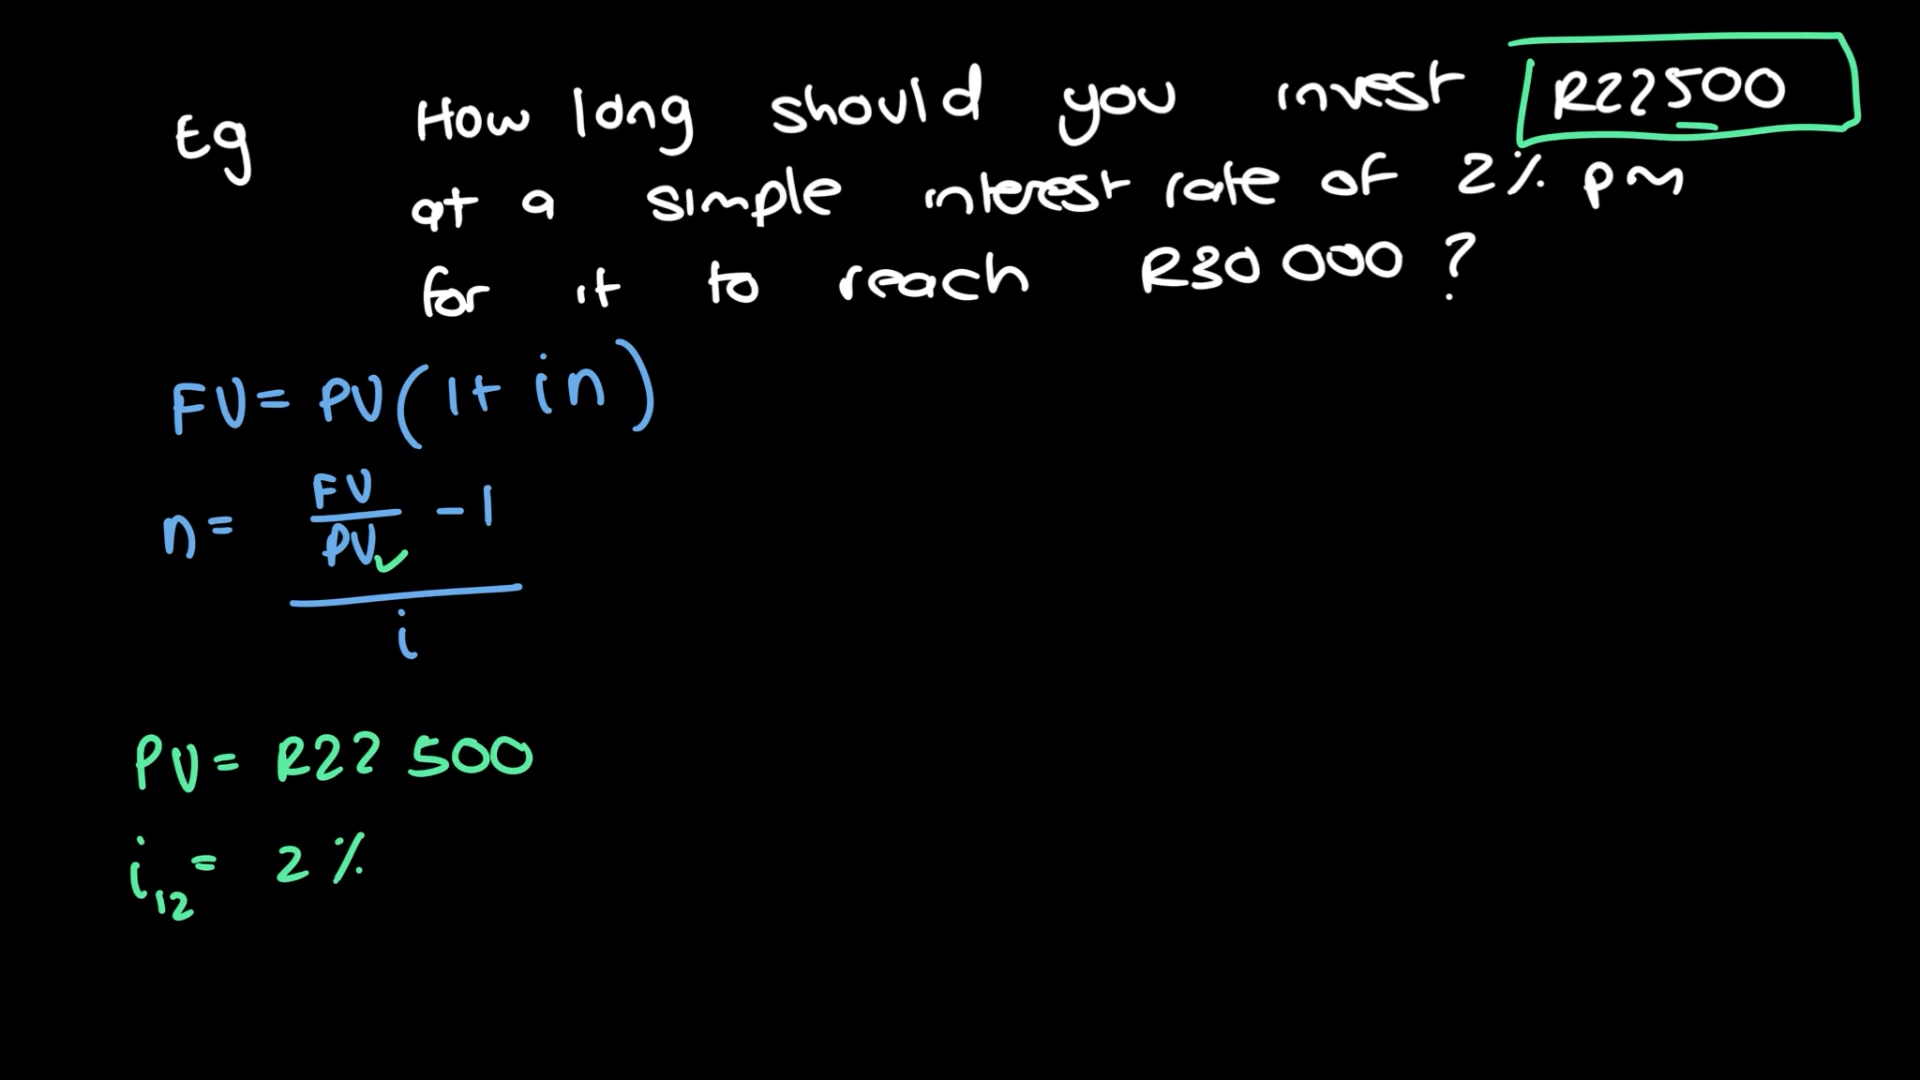 Eg How long should you invest R22500
at a simple interest rate of 2% pm
for it to reach R30 000 ?
FV = PV ( 1 + in )
n = FV
PV - 1
i
PV = R22 500
i12 = 2 %